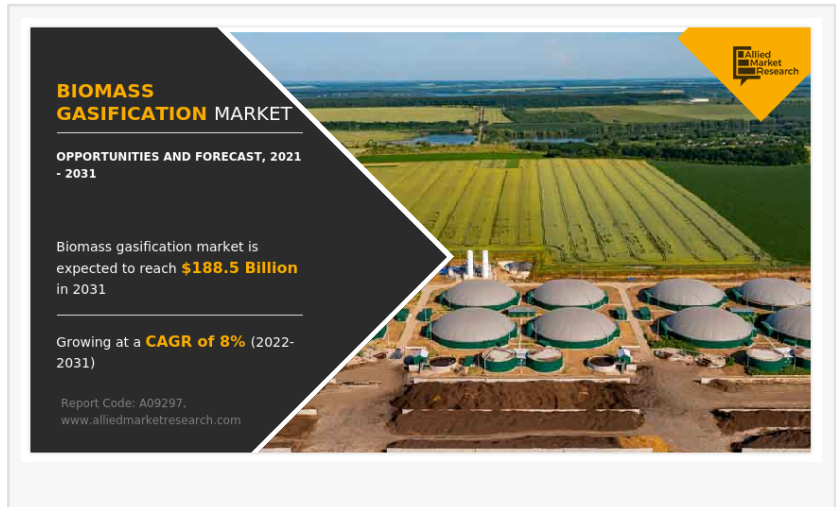 BIOMASS
GASIFICATION MARKET
OPPORTUNITIES AND FORECAST, 2021
- 2031
Biomass gasification market is
expected to reach $188.5 Billion
in 2031
Growing at a CAGR of 8% (2022-
2031)
Report Code: A09297,
www.alliedmarketresearch.com
Allied
Market
Research